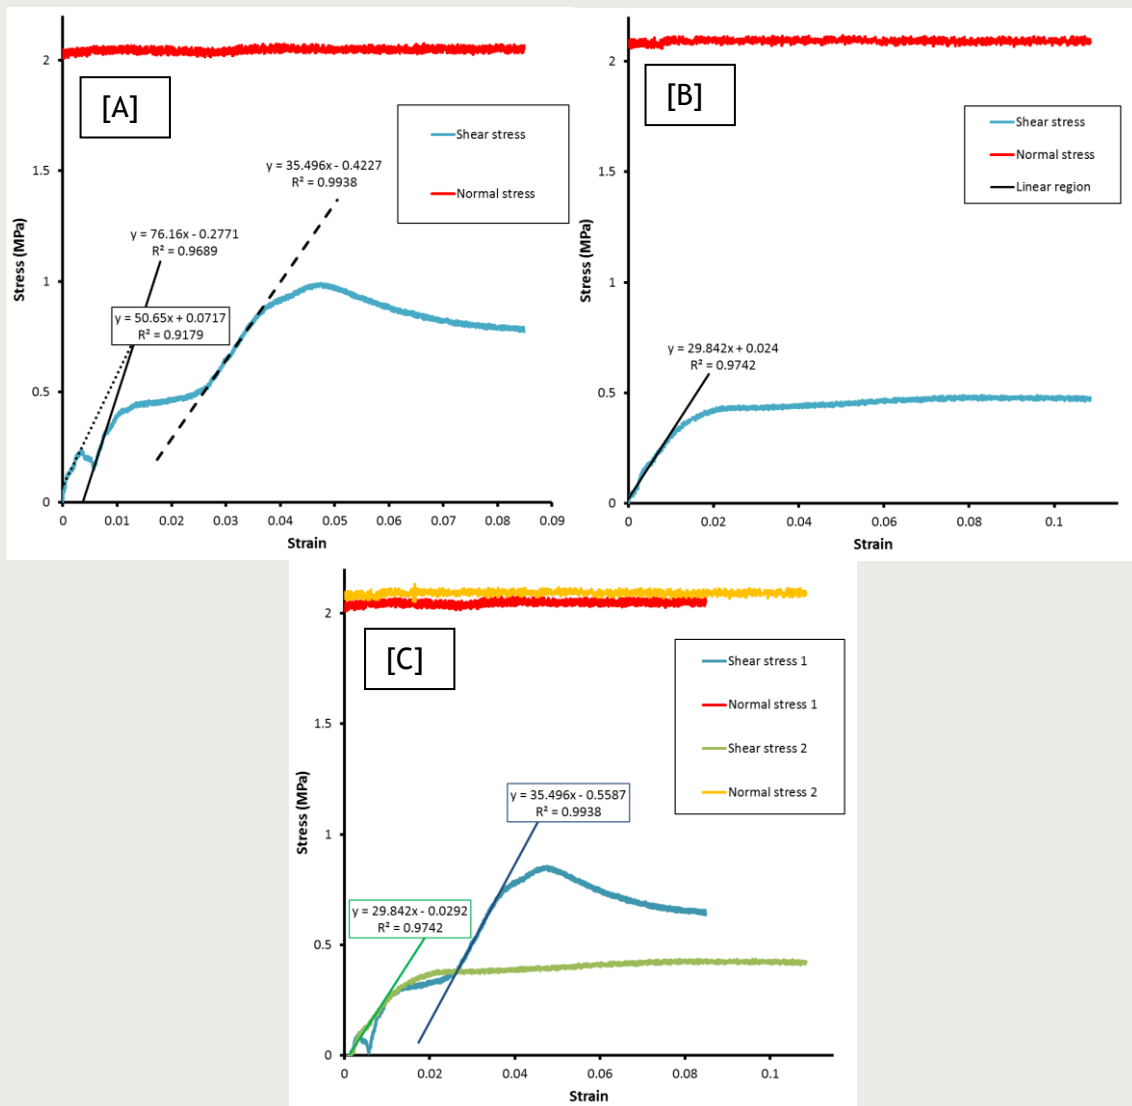 [A]
2
1.5
1
0.5
0
0
0.01
0.02
0.03
0.04
0.05
0.06
0.07
0.08
0.09
Stress (MPa)
Strain
Shear stress
Normal stress
y = 35.496x - 0.4227
R² = 0.9938
y = 76.16x - 0.2771
R² = 0.9689
y = 50.65x + 0.0717
R² = 0.9179
[B]
2
1.5
1
0.5
0
0
0.02
0.04
0.06
0.08
0.1
Stress (MPa)
Strain
Shear stress
Normal stress
Linear region
y = 29.842x + 0.024
R² = 0.9742
[C]
2
1.5
1
0.5
0
0
0.02
0.04
0.06
0.08
0.1
Stress (MPa)
Strain
Shear stress 1
Normal stress 1
Shear stress 2
Normal stress 2
y = 35.496x - 0.5587
R² = 0.9938
y = 29.842x - 0.0292
R² = 0.9742